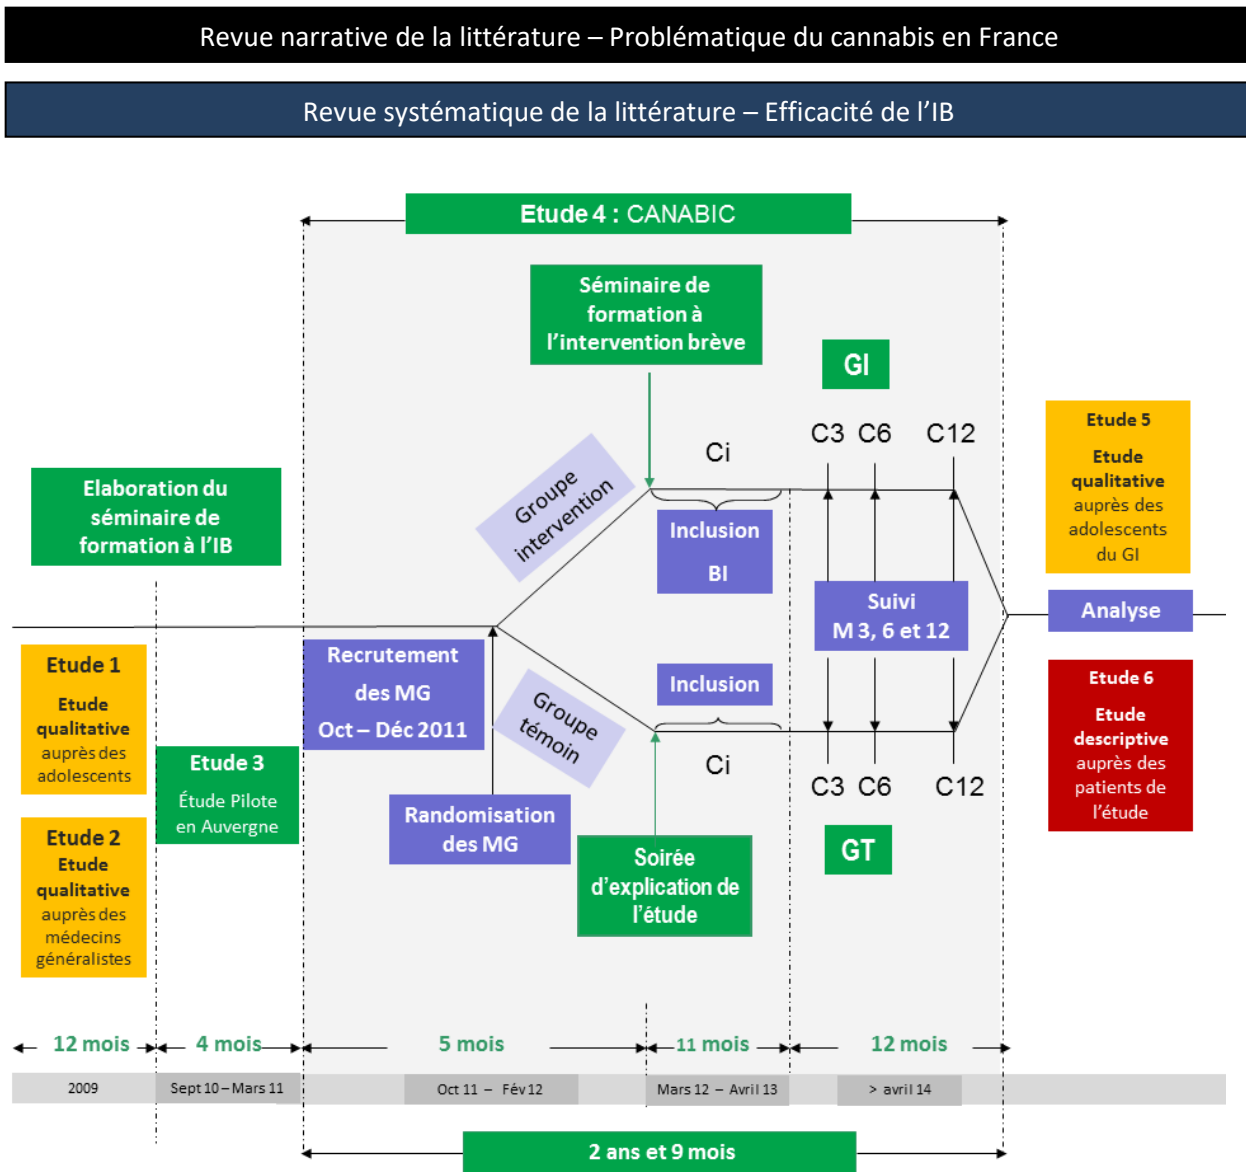 Revue narrative de la littérature – Problématique du cannabis en France
Revue systématique de la littérature – Efficacité de l’IB
Etude 4 : CANABIC
Séminaire de
formation à
l’intervention brève
GI
C3 C6 C12
Ci
Groupe
intervention
Inclusion
BI
Elaboration du
séminaire de
formation à l’IB
Etude 5
Etude
qualitative
auprès des
adolescents
du GI
Suivi
M 3, 6 et 12
Analyse
Etude 1
Etude
qualitative
auprès des
adolescents
Recrutement
des MG
Oct – Déc 2011
Groupe
témoin
Inclusion
Ci
C3 C6 C12
Etude 6
Etude
descriptive
auprès des
patients de
l’étude
Etude 3
Étude Pilote
en Auvergne
Randomisation
des MG
GT
Etude 2
Etude
qualitative
auprès des
médecins
généralistes
Soirée
d’explication de
l’étude
12 mois 4 mois 5 mois 11 mois 12 mois
2009 Sept 10 – Mars 11 Oct 11 – Fév 12 Mars 12 – Avril 13 > avril 14
2 ans et 9 mois